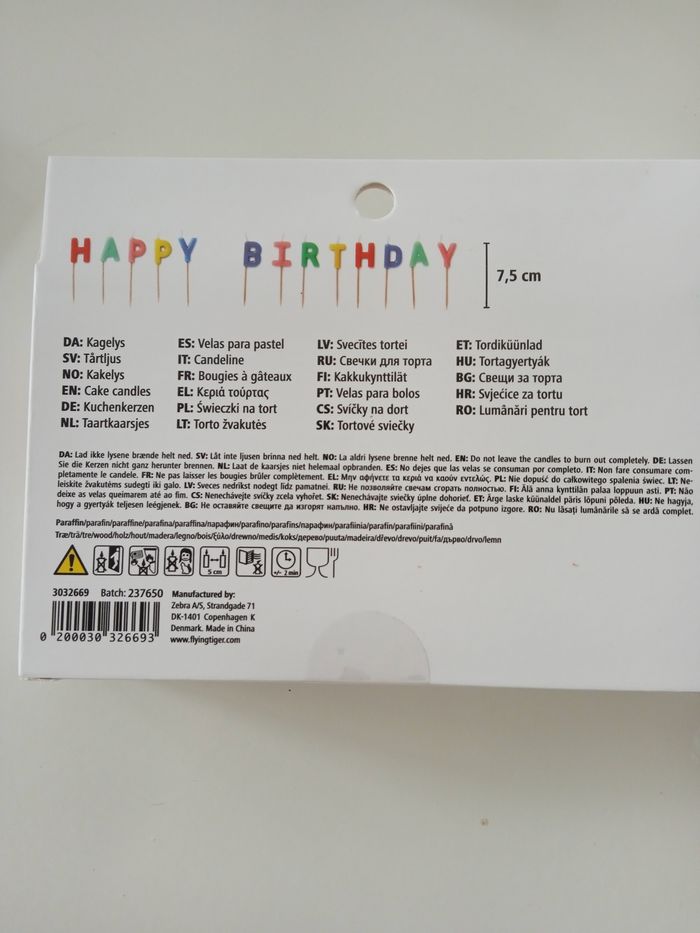 HAPPY BIRTHDAY
7,5 cm
DA: Kagelys
SV: Tårtljus
NO: Kakelys
EN: Cake candles
DE: Kuchenkerzen
NL: Taartkaarsjes
ES: Velas para pastel
IT: Candeline
FR: Bougies à gâteaux
EL: Κεριά τούρτας
PL: Świeczki na tort
LT: Torto žvakutės
LV: Svecītes tortei
RU: Свечки для торта
FI: Kakkukynttilät
PT: Velas para bolos
CS: Svíčky na dort
SK: Tortové sviečky
ET: Tordiküünlad
HU: Tortagyertyák
BG: Свещи за торта
HR: Svjećice za tortu
RO: Lumânări pentru tort
DA: Lad ikke lysene brænde helt ned. SV: Låt inte ljusen brinna ned helt. NO: La aldri lysene brenne helt ned. EN: Do not leave the candles to burn out completely. DE: Lassen
Sie die Kerzen nicht ganz herunter brennen. NL: Laat de kaarsjes niet helemaal opbranden. ES: No dejes que las velas se consuman por completo. IT: Non fare consumare com-
pletamente le candele. FR: Ne pas laisser les bougies brûler complètement. EL: Μην αφήνετε τα κεριά να καούν εντελώς. PL: Nie dopuść do całkowitego spalenia świec. LT: Ne-
leiskite žvakutėms sudegti iki galo. LV: Sveces nedrīkst nodegt līdz pamatnei. RU: Не позволяйте свечам сгорать полностью. FI: Älä anna kynttilän palaa loppuun asti. PT: Não
deixe as velas queimarem até ao fim. CS: Nenechávejte svíčky zcela vyhořet. SK: Nenechávajte sviečky úplne dohorieť. ET: Ärge laske küünaldel päris lõpuni põleda. HU: Ne hagyja,
hogy a gyertyák teljesen leégjenek. BG: Не оставяйте свещите да изгорят напълно. HR: Ne ostavljajte svijeće da potpuno izgore. RO: Nu lăsați lumânările să se ardă complet.
Paraffin/parafin/paraffine/parafina/paraffina/парафин/parafino/parafins/парафин/parafiinia/parafin/parafiini/parafină
Træ/trä/tre/wood/holz/hout/madera/legno/bois/ξύλο/drewno/medis/koks/дерево/puuta/madeira/dřevo/drevo/puit/fa/дърво/drvo/lemn
5 cm
+/- 2 min
3032669 Batch: 237650
0 200030 326693
Manufactured by:
Zebra A/S, Strandgade 71
DK-1401 Copenhagen K
Denmark. Made in China
www.flyingtiger.com